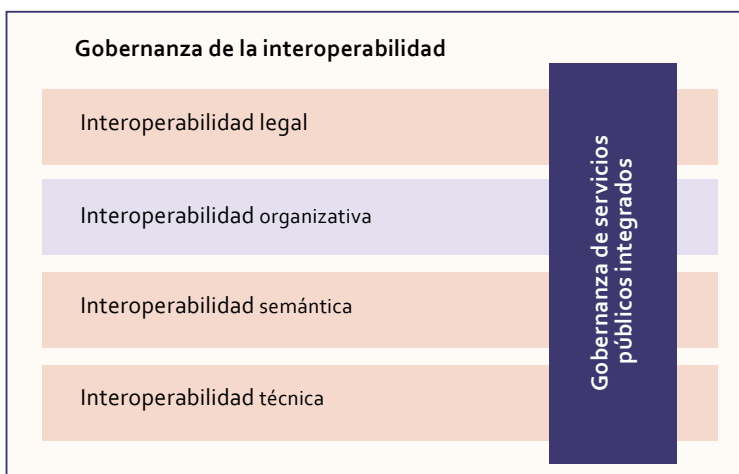 Gobernanza de la interoperabilidad
Interoperabilidad legal
Interoperabilidad organizativa
Interoperabilidad semántica
Interoperabilidad técnica
Gobernanza de servicios
públicos integrados